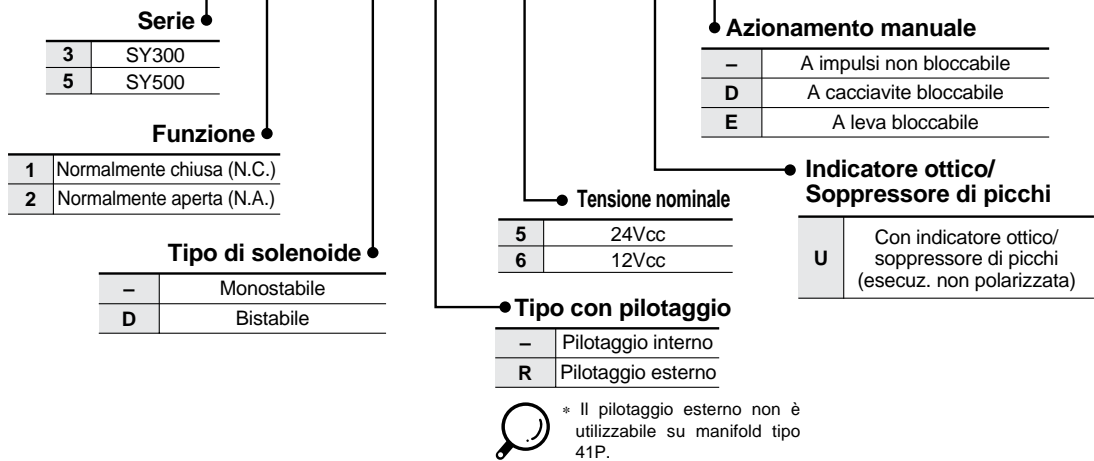 Serie
3 SY300
5 SY500
Funzione
1 Normalmente chiusa (N.C.)
2 Normalmente aperta (N.A.)
Tipo di solenoide
– Monostabile
D Bistabile
Tensione nominale
5 24Vcc
6 12Vcc
Tipo con pilotaggio
– Pilotaggio interno
R Pilotaggio esterno
* Il pilotaggio esterno non è
utilizzabile su manifold tipo
41P.
Azionamento manuale
– A impulsi non bloccabile
D A cacciavite bloccabile
E A leva bloccabile
Indicatore ottico/
Soppressore di picchi
U Con indicatore ottico/
soppressore di picchi
(esecuz. non polarizzata)